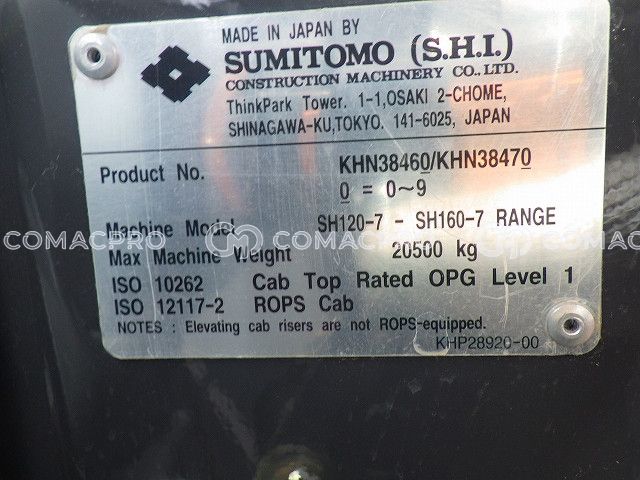 MADE IN JAPAN BY
SUMITOMO (S.H.I.)
CONSTRUCTION MACHINERY CO., LTD.
ThinkPark Tower. 1-1,OSAKI 2-CHOME,
SHINAGAWA-KU,TOKYO. 141-6025, JAPAN
Product No. KHN38460/KHN38470
0 = 0~9
Machine Model SH120-7 - SH160-7 RANGE
COMACPRO COMACPRO COMACPRO
Max Machine Weight 20500 kg
ISO 10262 Cab Top Rated OPG Level 1
ISO 12117-2 ROPS Cab
NOTES : Elevating cab risers are not ROPS-equipped.
KHP28920-00